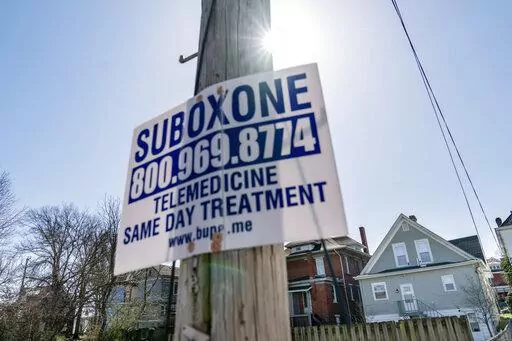 SUBOXONE
800.969.8774
TELEMEDICINE
SAME DAY TREATMENT
www.bupe.me